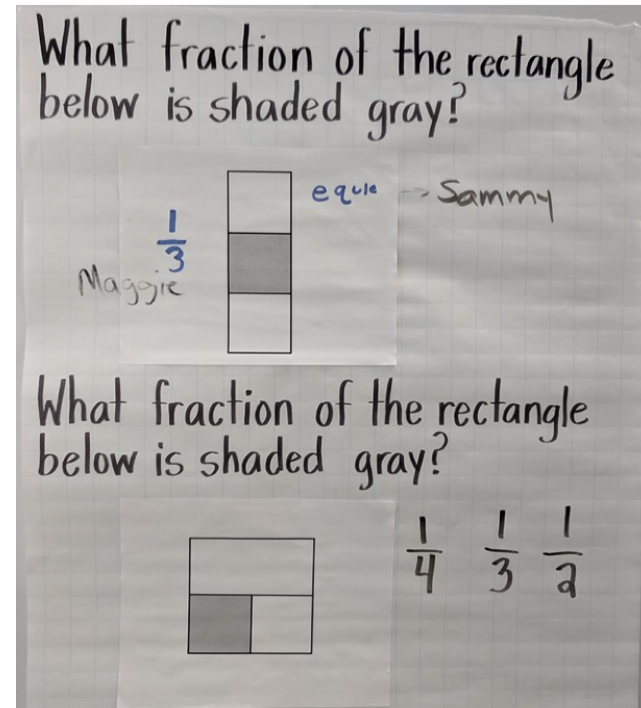 What fraction of the rectangle
below is shaded gray?
equle → Sammy
1/3
Maggie
What fraction of the rectangle
below is shaded gray?
1/4 1/3 1/2